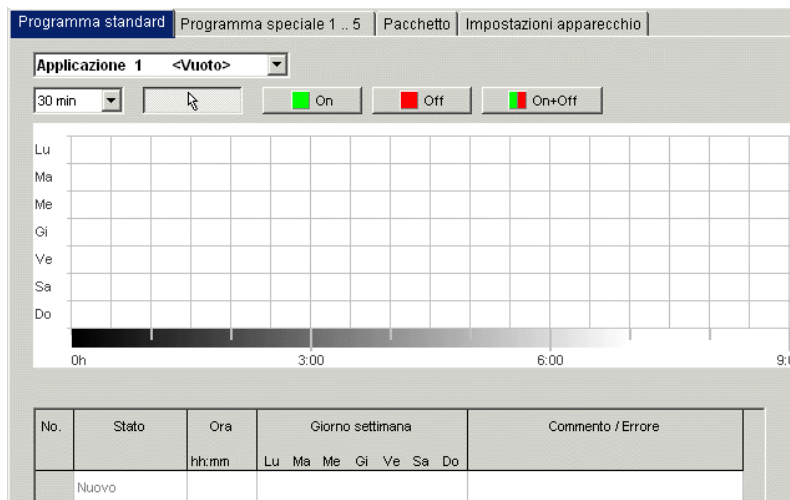 Programma standard Programma speciale 1 .. 5 Pacchetto Impostazioni apparecchio
Applicazione 1 <Vuoto>
30 min On Off On+Off
Lu
Ma
Me
Gi
Ve
Sa
Do
0h 3:00 6:00 9:
No. Stato Ora Giorno settimana Commento / Errore
hh:mm Lu Ma Me Gi Ve Sa Do
Nuovo